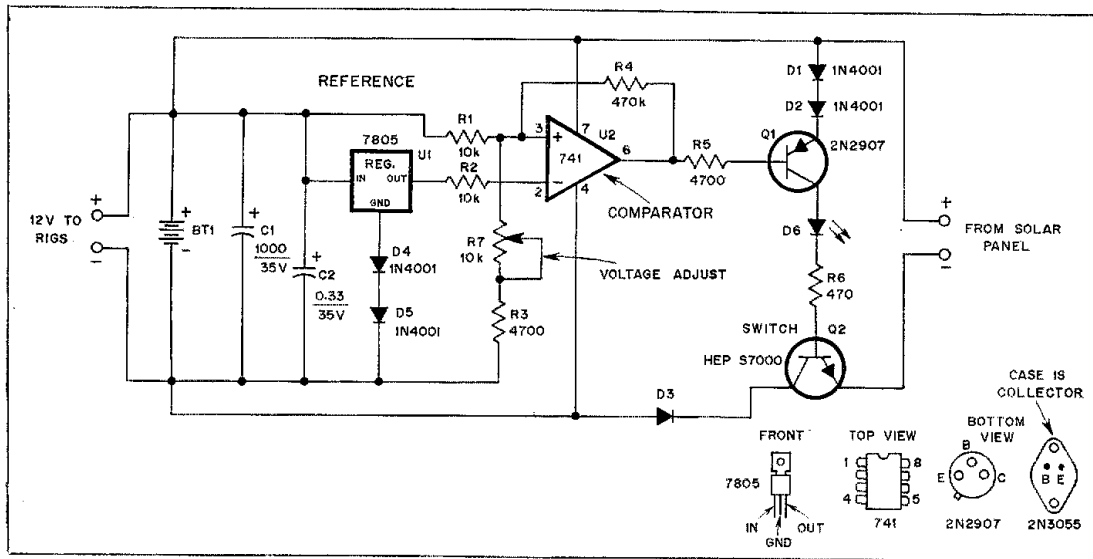 REFERENCE
D1
1N4001
D2
1N4001
R4
470k
Q1
2N2907
7805
U1
REG.
IN
OUT
GND
R1
10k
R2
10k
3
+
7
U2
741
6
−
2
4
R5
4700
COMPARATOR
12V TO
RIGS
+
−
+
BT1
−
+
C1
1000
35V
+
C2
0.33
35V
D4
1N4001
D5
1N4001
R7
10k
VOLTAGE ADJUST
R3
4700
D6
R6
470
SWITCH
Q2
HEP S7000
+
−
FROM SOLAR
PANEL
D3
CASE IS
COLLECTOR
FRONT
7805
IN
GND
OUT
TOP VIEW
1
8
4
5
741
BOTTOM
VIEW
B
E
C
2N2907
B E
2N3055